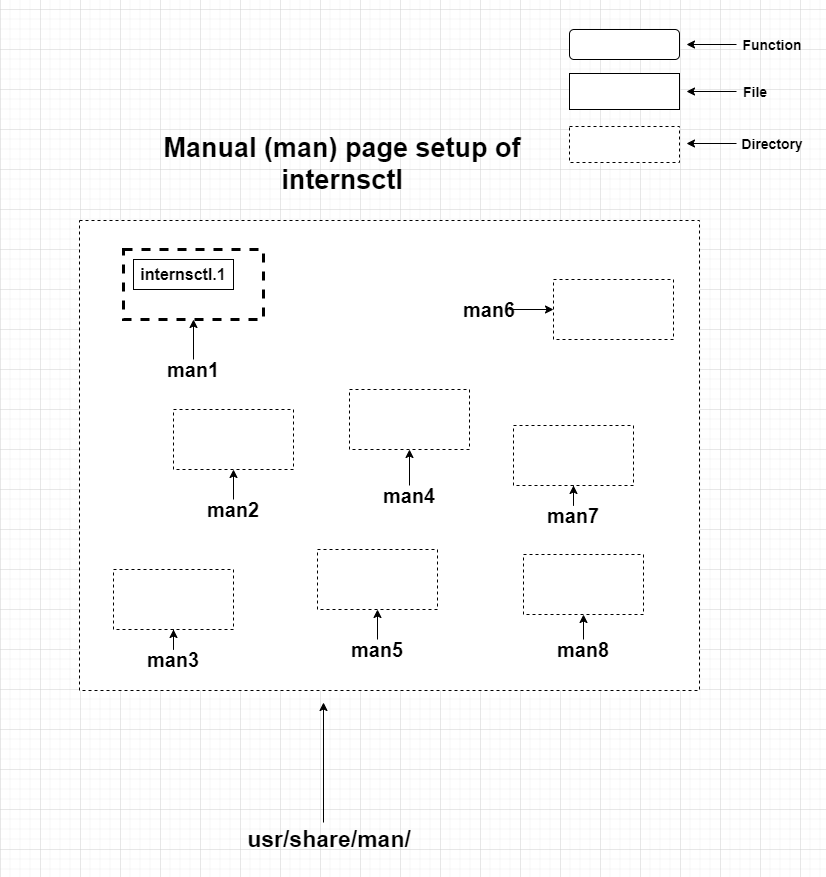 Function
File
Directory
Manual (man) page setup of
internsctl
internsctl.1
man6
man1
man4
man2
man7
man5
man8
man3
usr/share/man/